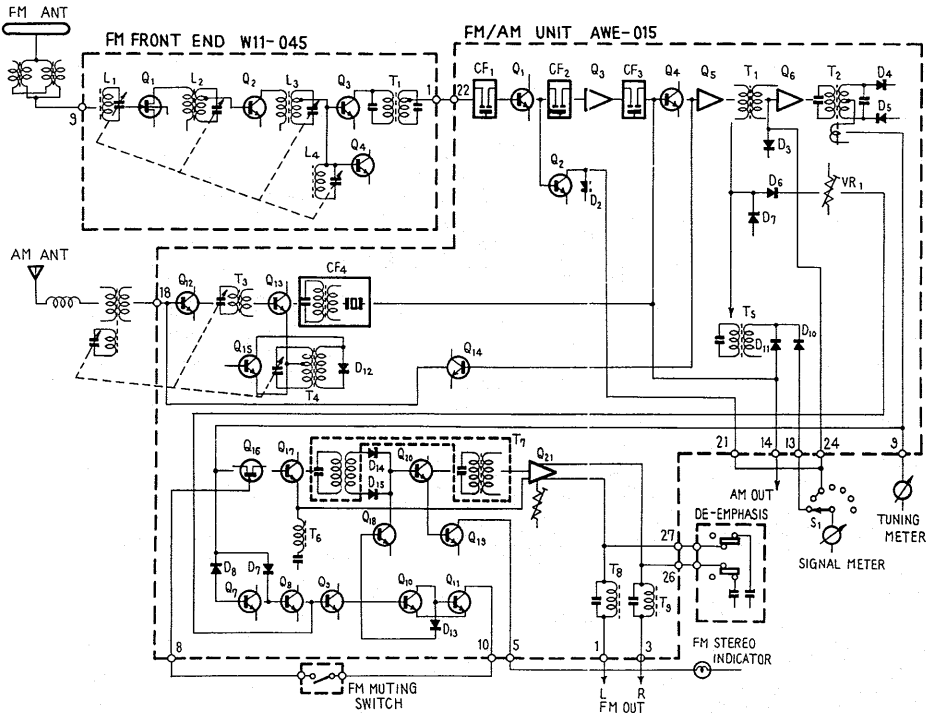 FM ANT
FM FRONT END W11-045
FM/AM UNIT AWE-015
L1
Q1
L2
Q2
L3
Q3
T1
1
22
CF1
Q1
CF2
Q3
CF3
Q4
Q5
T1
Q6
T2
D4
D5
9
L4
Q4
Q2
D2
D3
D6
VR1
D7
AM ANT
18
Q12
T3
Q13
CF4
T5
D11
D10
Q15
T4
D12
Q14
21
14
13
24
9
Q16
Q17
D14
D15
Q20
T7
Q21
AM OUT
DE-EMPHASIS
S1
TUNING
METER
SIGNAL METER
T6
Q18
Q19
27
26
D8
D7
Q7
Q8
Q9
Q10
Q11
D13
T8
T9
8
10
5
1
3
FM STEREO
INDICATOR
FM MUTING
SWITCH
L
R
FM OUT